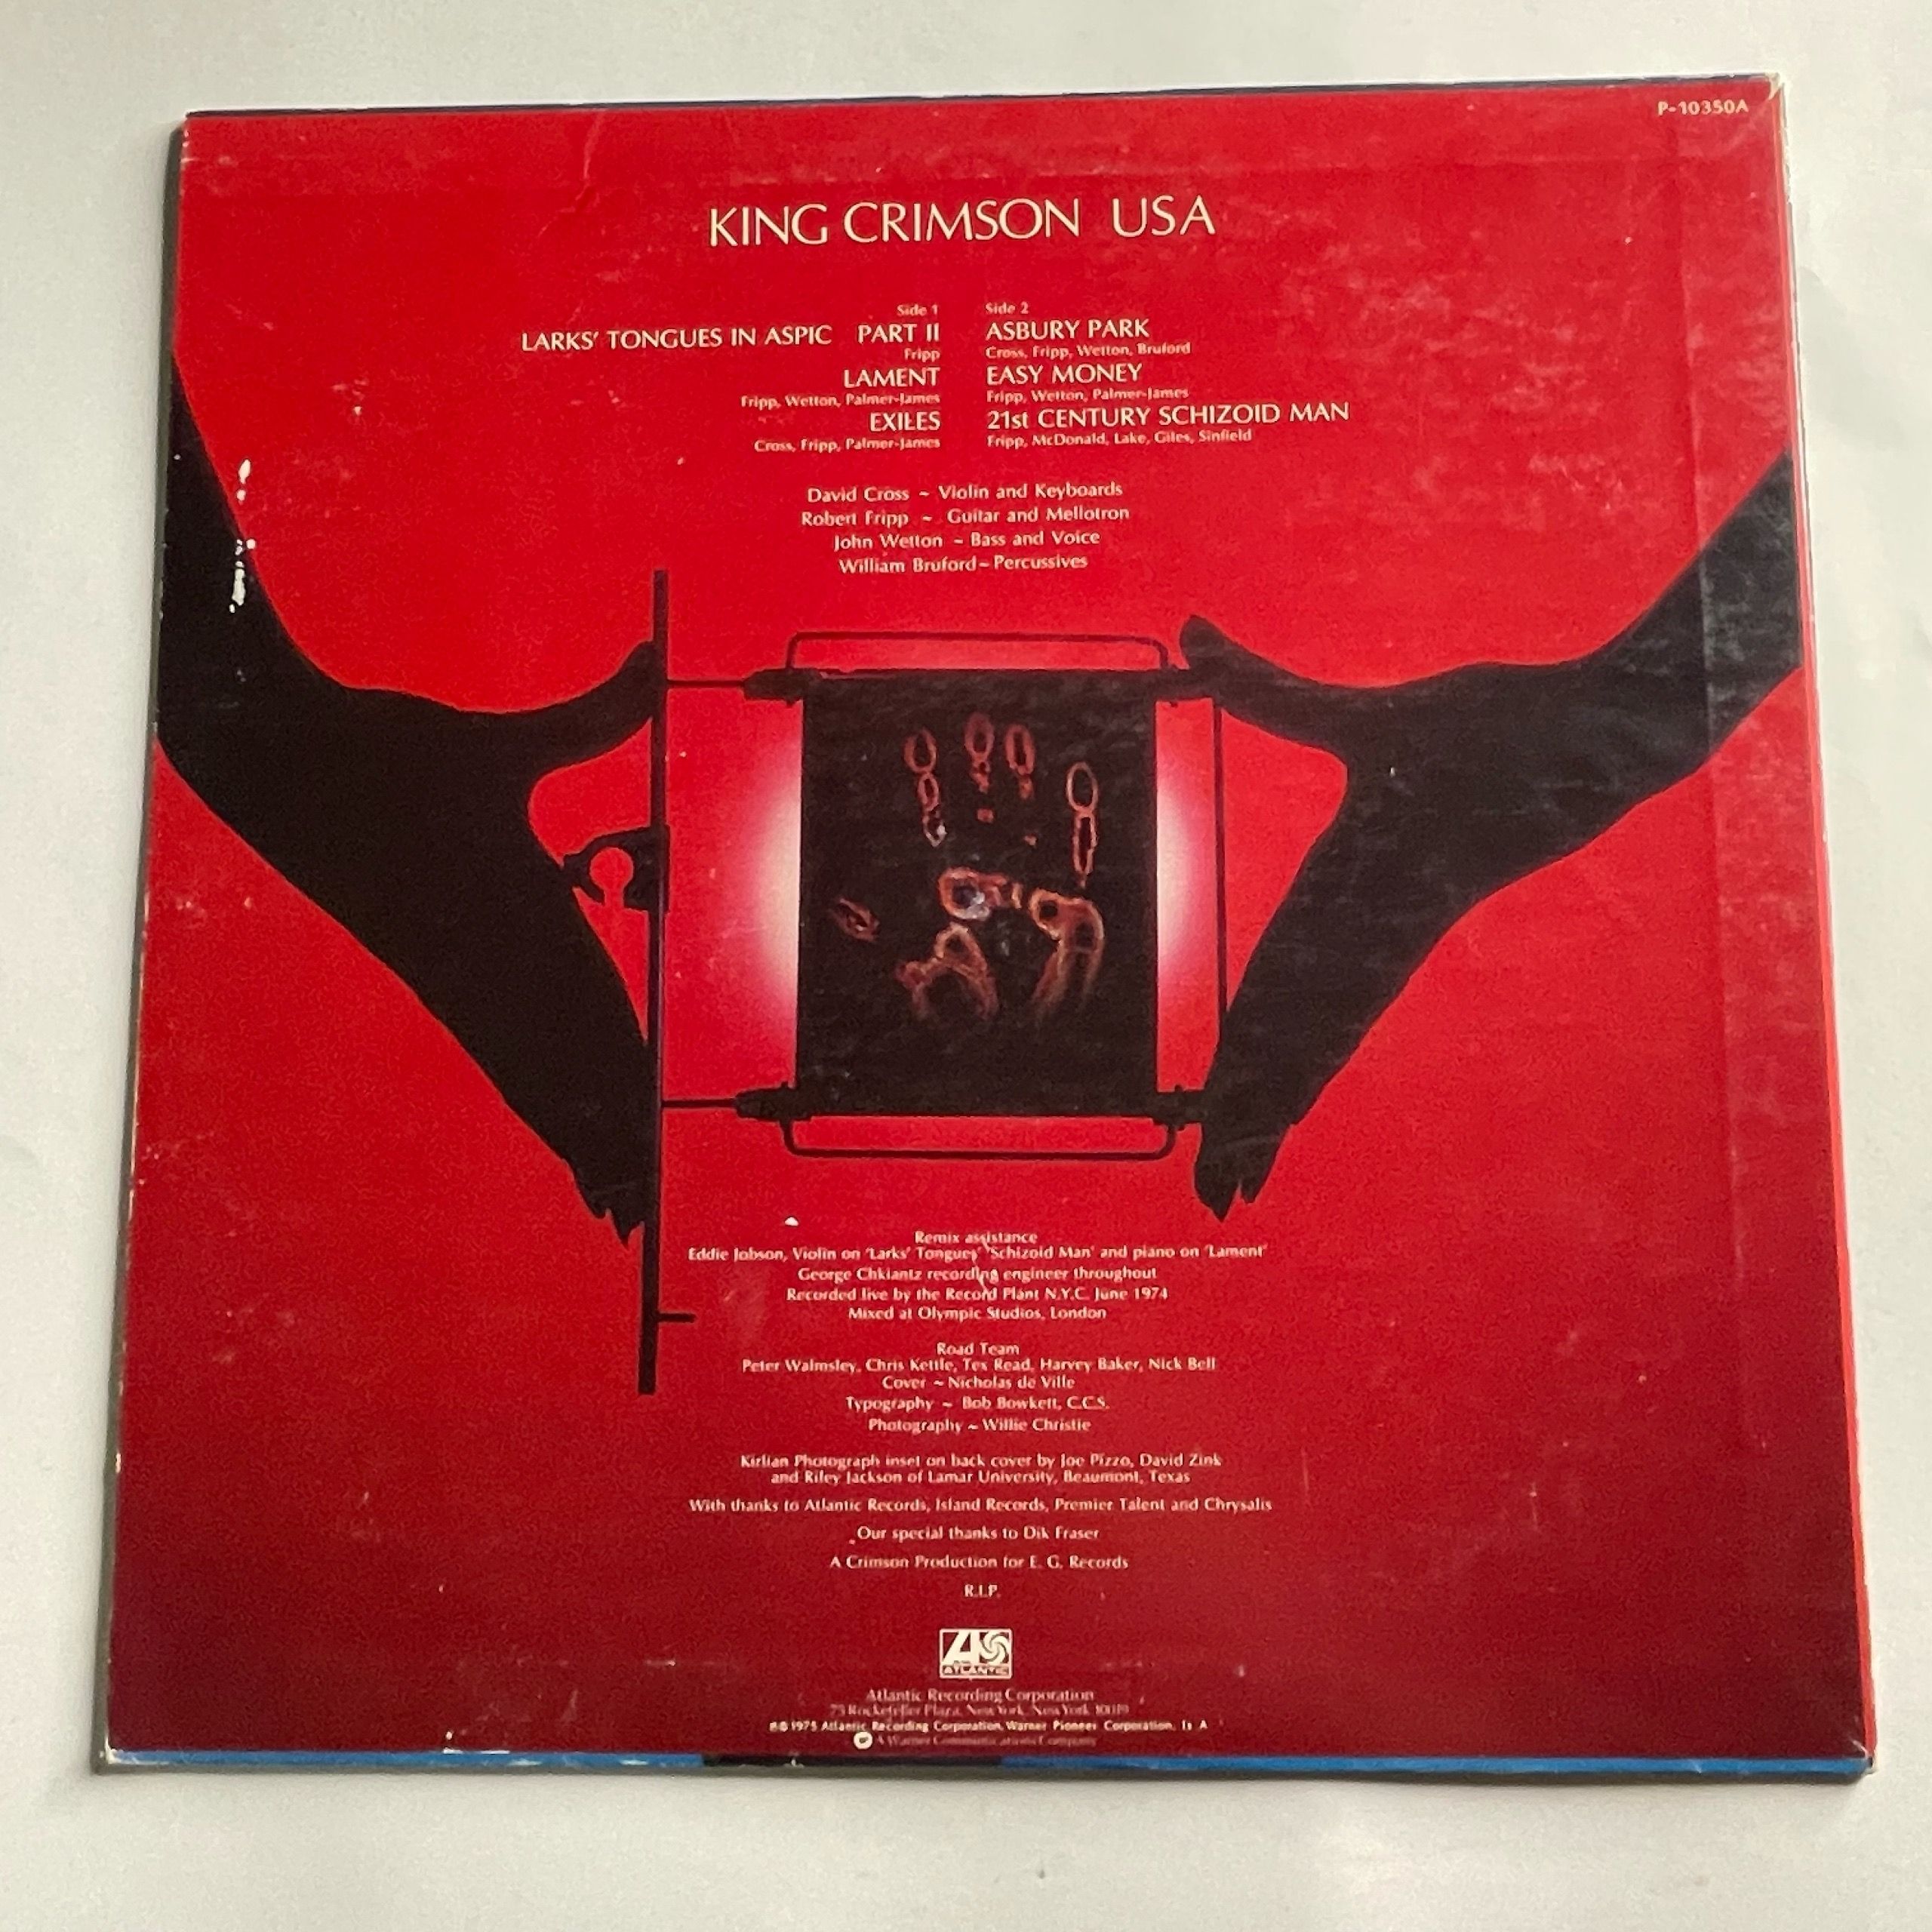 P-10350A
KING CRIMSON USA
Side 1
LARKS' TONGUES IN ASPIC PART II
Fripp
LAMENT
Fripp, Wetton, Palmer-James
EXILES
Cross, Fripp, Palmer-James
Side 2
ASBURY PARK
Cross, Fripp, Wetton, Bruford
EASY MONEY
Fripp, Wetton, Palmer-James
21st CENTURY SCHIZOID MAN
Fripp, McDonald, Lake, Giles, Sinfield
David Cross ~ Violin and Keyboards
Robert Fripp ~ Guitar and Mellotron
John Wetton ~ Bass and Voice
William Bruford ~ Percussives
Remix assistance
Eddie Jobson, Violin on 'Larks' Tongues' 'Schizoid Man' and piano on 'Lament'
George Chkiantz recording engineer throughout
Recorded live by the Record Plant N.Y.C. June 1974
Mixed at Olympic Studios, London
Road Team
Peter Walmsley, Chris Kettle, Tex Read, Harvey Baker, Nick Bell
Cover ~ Nicholas de Ville
Typography ~ Bob Bowkett, C.C.S.
Photography ~ Willie Christie
Kirlian Photograph inset on back cover by Joe Pizzo, David Zink
and Riley Jackson of Lamar University, Beaumont, Texas
With thanks to Atlantic Records, Island Records, Premier Talent and Chrysalis
Our special thanks to Dik Fraser
A Crimson Production for E. G. Records
R.I.P.
ATLANTIC
Atlantic Recording Corporation
75 Rockefeller Plaza, New York, New York 10019
℗© 1975 Atlantic Recording Corporation, Warner Pioneer Corporation. Is A
A Warner Communications Company